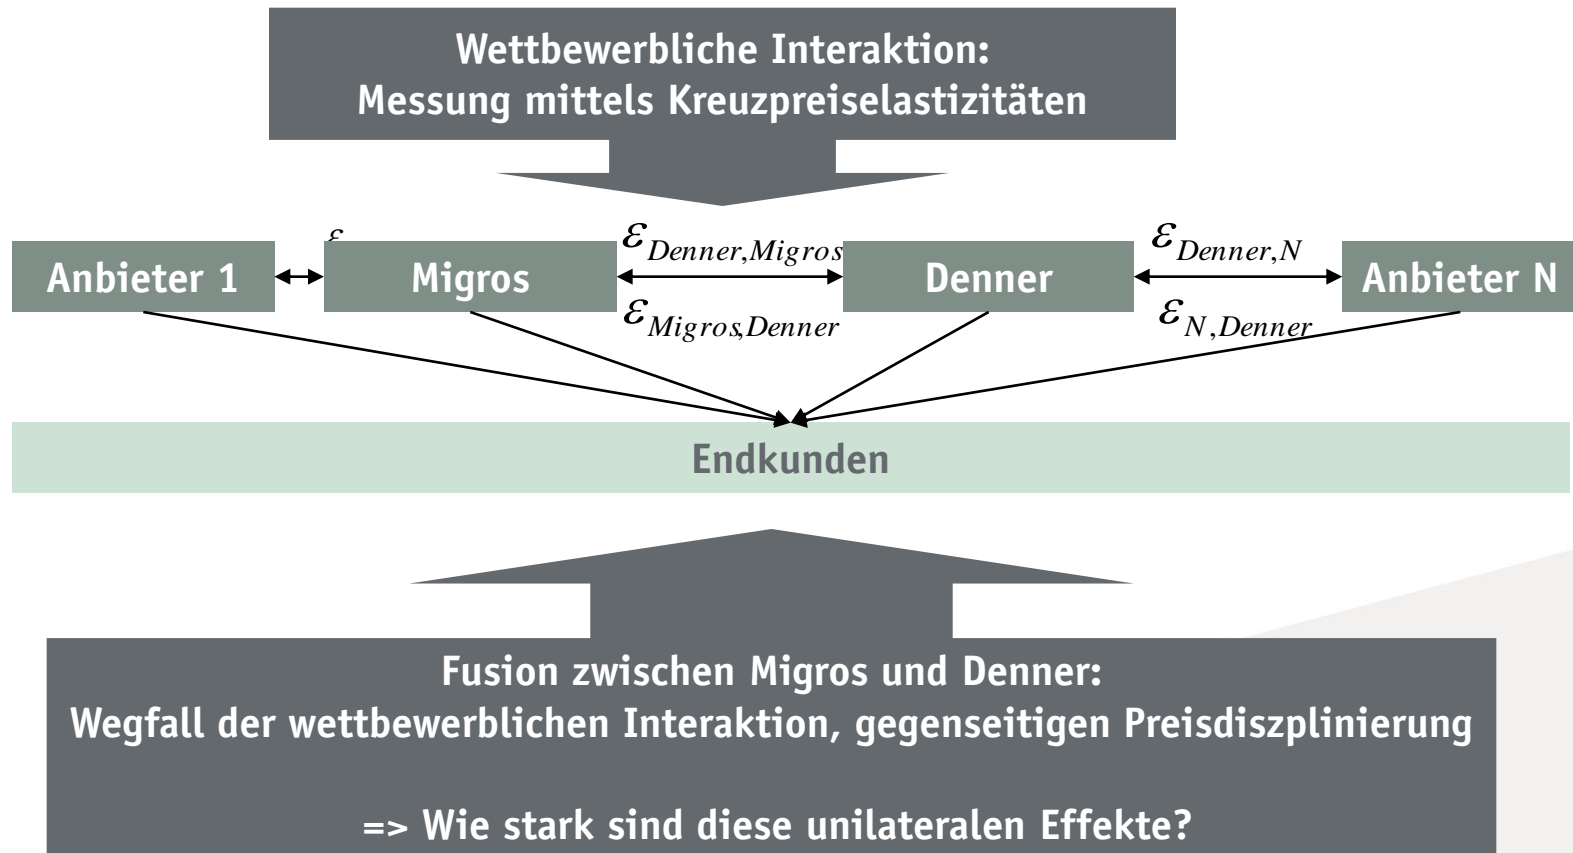 Wettbewerbliche Interaktion:
Messung mittels Kreuzpreiselastizitäten
Anbieter 1
ε
Migros
ε Denner,Migros
ε Migros,Denner
Denner
ε Denner,N
ε N,Denner
Anbieter N
Endkunden
Fusion zwischen Migros und Denner:
Wegfall der wettbewerblichen Interaktion, gegenseitigen Preisdiszplinierung
=> Wie stark sind diese unilateralen Effekte?